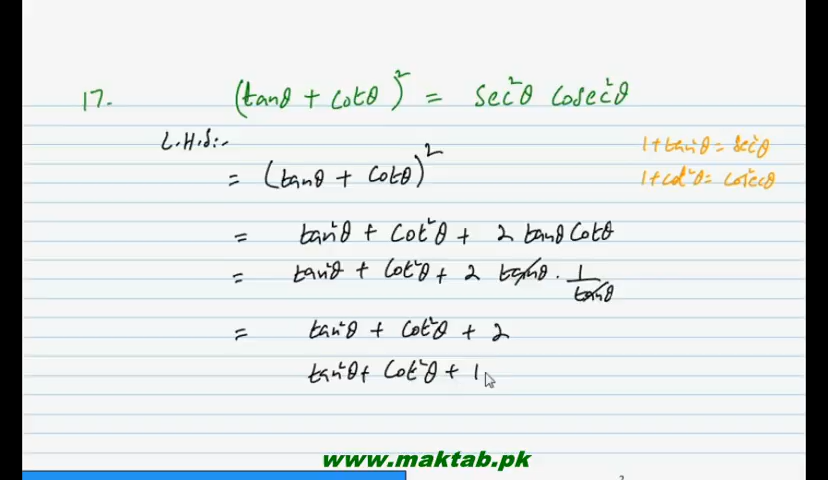 17. (tanθ + cotθ)² = sec²θ cosec²θ
L.H.S:-
1+tan²θ = sec²θ
= (tanθ + cotθ)²
1+cot²θ = cosec²θ
= tan²θ + cot²θ + 2 tanθ cotθ
= tan²θ + cot²θ + 2 tanθ · 1/tanθ
= tan²θ + cot²θ + 2
tan²θ + cot²θ + 1
www.maktab.pk